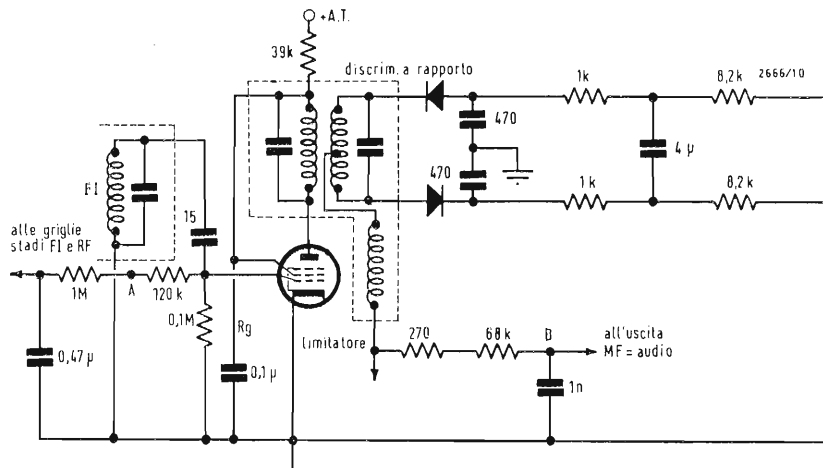 +A.T.
39k
discrim. a rapporto
1k
8,2k
2666/10
470
4 µ
470
1k
8,2k
FI
15
alle griglie
stadi FI e RF
1M
A
120 k
0,1M
Rg
0,47 µ
0,1 µ
limitatore
270
68k
B
all'uscita
MF = audio
1n